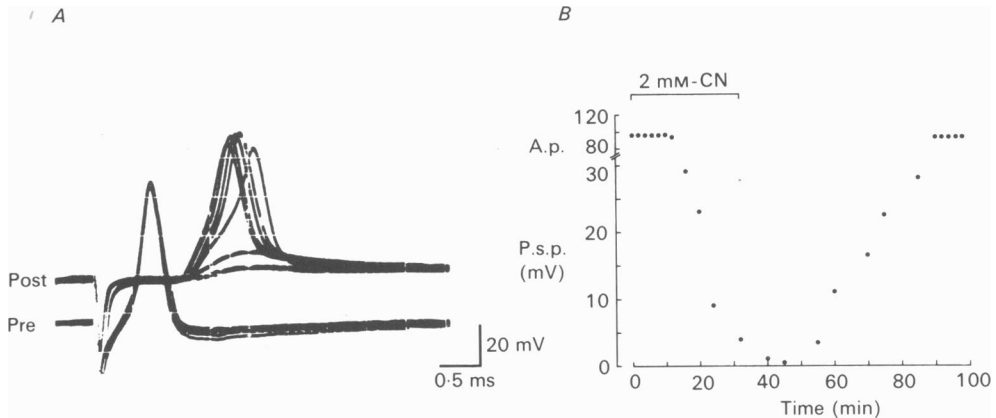 A
B
2 mM-CN
120
A.p.
80
30
20
P.s.p.
(mV)
10
0
Post
Pre
20 mV
0·5 ms
0 20 40 60 80 100
Time (min)